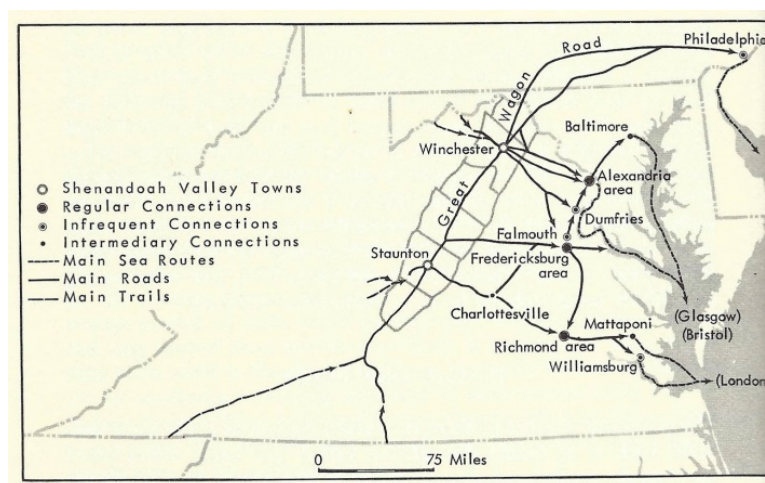 Philadelphia
Wagon Road
Baltimore
Winchester
Alexandria
area
Great
Dumfries
Falmouth
Fredericksburg
area
Staunton
Charlottesville
Mattaponi
Richmond area
Williamsburg
(Glasgow)
(Bristol)
(London
Shenandoah Valley Towns
Regular Connections
Infrequent Connections
Intermediary Connections
Main Sea Routes
Main Roads
Main Trails
0 75 Miles